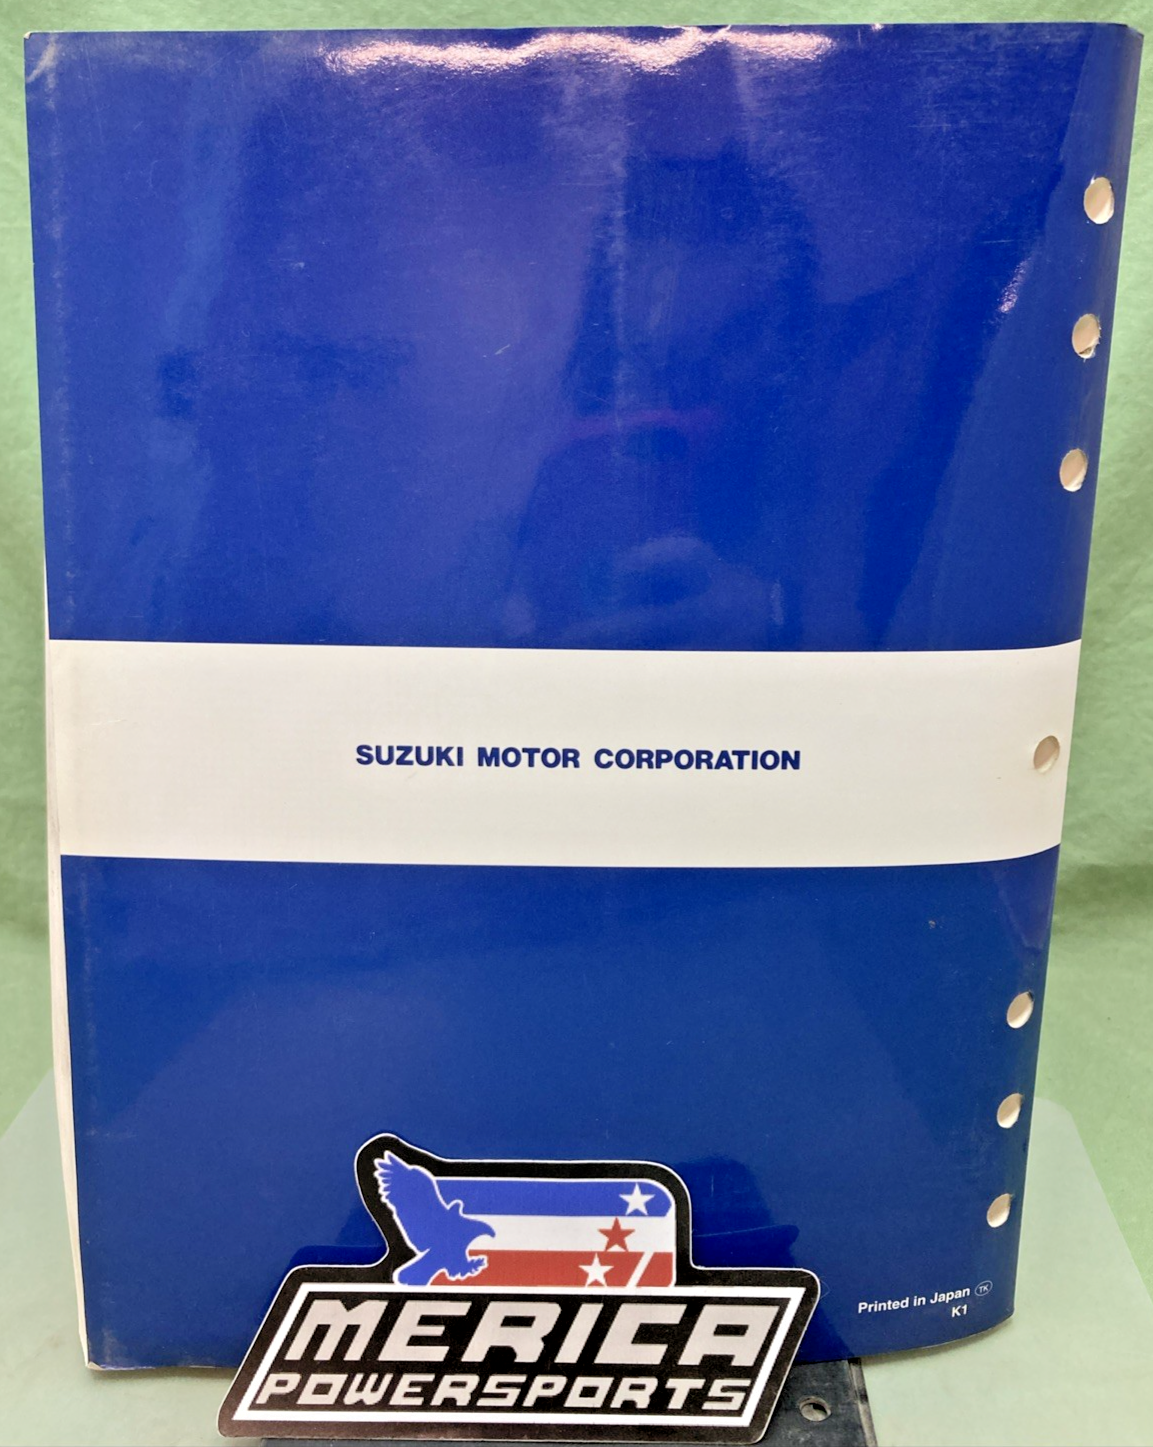 SUZUKI MOTOR CORPORATION
Printed in Japan TK
K1
MERICA
POWERSPORTS